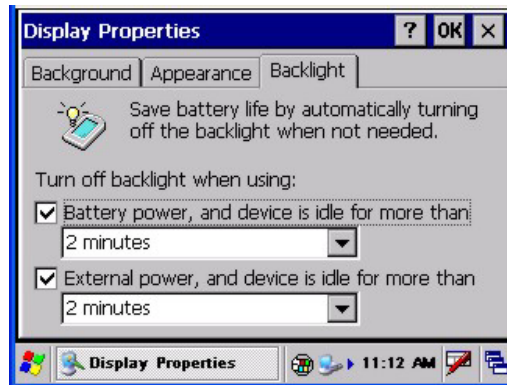 Display Properties ? OK ×
Background Appearance Backlight
Save battery life by automatically turning
off the backlight when not needed.
Turn off backlight when using:
Battery power, and device is idle for more than
2 minutes
External power, and device is idle for more than
2 minutes
Display Properties 11:12 AM